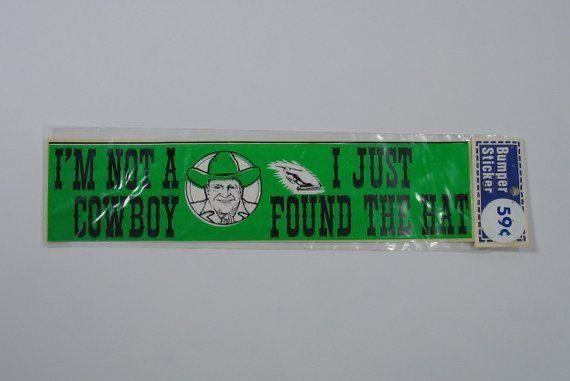 I'M NOT A
COWBOY
I JUST
FOUND THE HAT
Bumper
Sticker
59¢